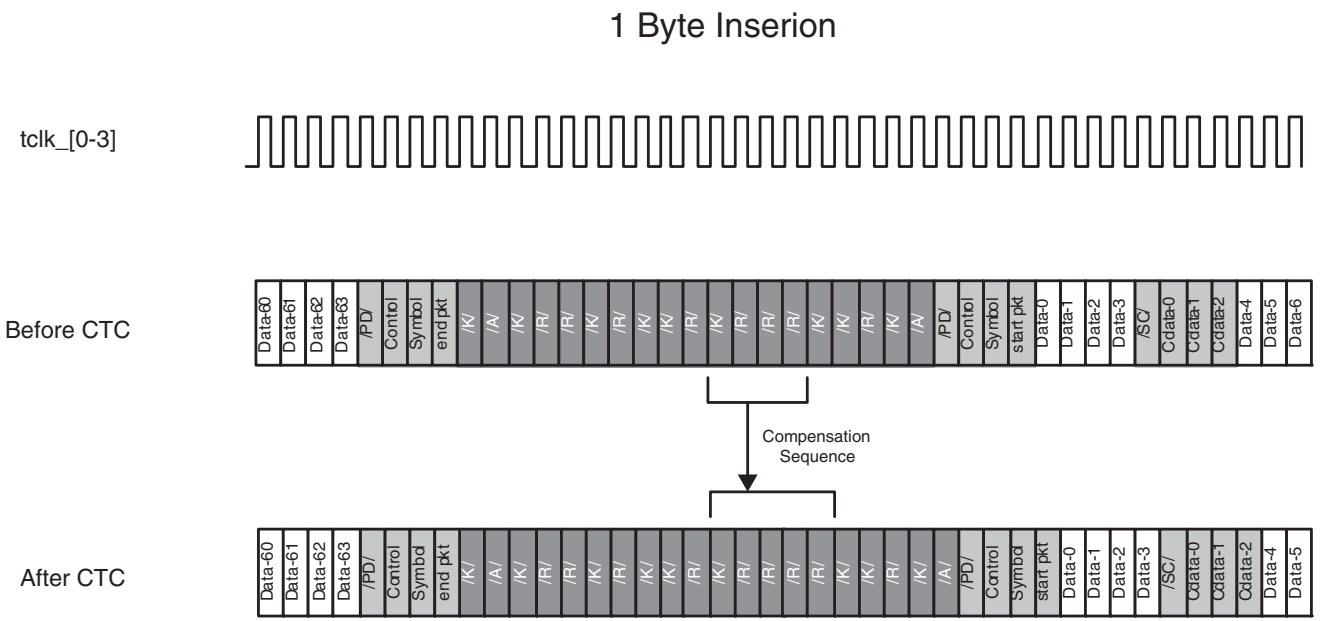 1 Byte Inserion
tclk_[0-3]
Before CTC
Data-60 Data-61 Data-62 Data-63 /PD/ Control Symbol end pkt /K/ /A/ /K/ /R/ /R/ /K/ /R/ /K/ /K/ /R/ /K/ /R/ /R/ /R/ /K/ /K/ /R/ /K/ /A/ /PD/ Control Symbol start pkt Data-0 Data-1 Data-2 Data-3 /SC/ Cdata-0 Cdata-1 Cdata-2 Data-4 Data-5 Data-6
Compensation
Sequence
After CTC
Data-60 Data-61 Data-62 Data-63 /PD/ Control Symbol end pkt /K/ /A/ /K/ /R/ /R/ /K/ /R/ /K/ /K/ /R/ /K/ /R/ /R/ /R/ /R/ /K/ /K/ /R/ /K/ /A/ /PD/ Control Symbol start pkt Data-0 Data-1 Data-2 Data-3 /SC/ Cdata-0 Cdata-1 Cdata-2 Data-4 Data-5